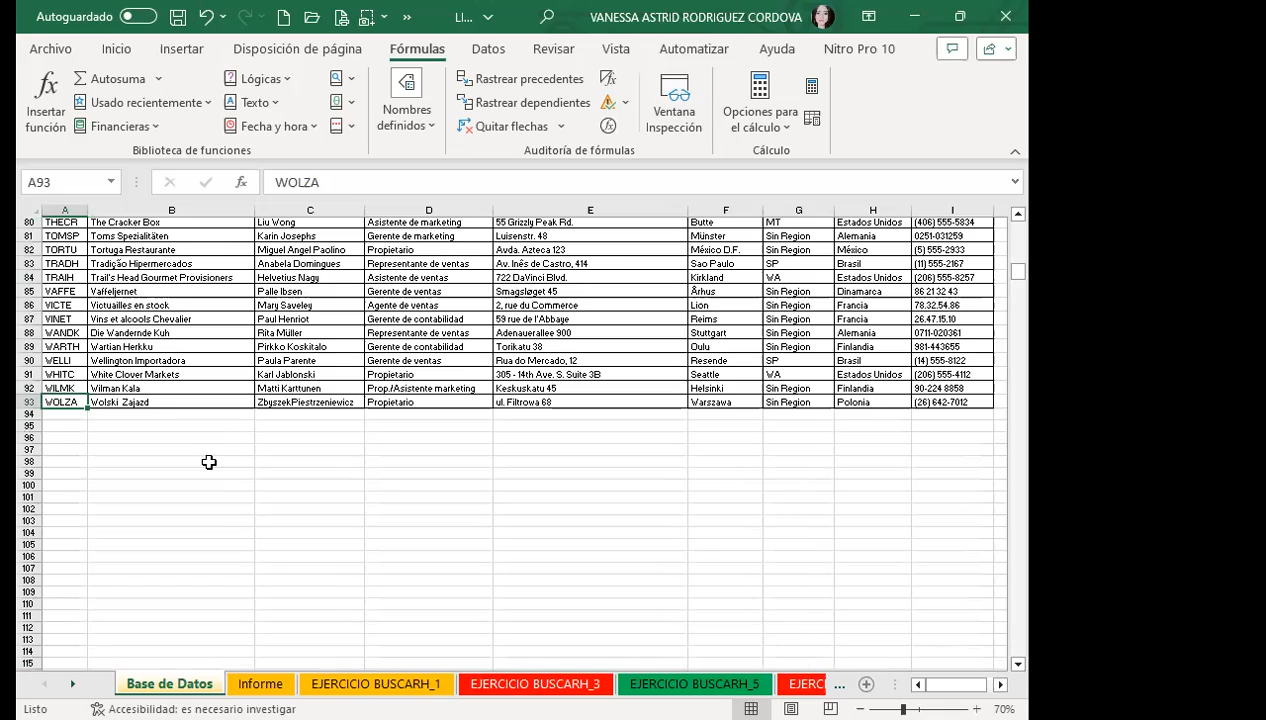 Autoguardado LI... VANESSA ASTRID RODRIGUEZ CORDOVA
Archivo Inicio Insertar Disposición de página Fórmulas Datos Revisar Vista Automatizar Ayuda Nitro Pro 10
fx Insertar función
Autosuma
Usado recientemente
Financieras
Lógicas
Texto
Fecha y hora
Biblioteca de funciones
Nombres definidos
Rastrear precedentes
Rastrear dependientes
Quitar flechas
Ventana Inspección
Auditoría de fórmulas
Opciones para el cálculo
Cálculo
A93 fx WOLZA
A B C D E F G H I
80 THECR The Cracker Box Liu Wong Asistente de marketing 55 Grizzly Peak Rd. Butte MT Estados Unidos (406) 555-5834
81 TOMSP Toms Spezialitäten Karin Josephs Gerente de marketing Luisenstr. 48 Münster Sin Region Alemania 0251-031259
82 TORTU Tortuga Restaurante Miguel Angel Paolino Propietario Avda. Azteca 123 México D.F. Sin Region México (5) 555-2933
83 TRADH Tradição Hipermercados Anabela Domingues Representante de ventas Av. Inês de Castro, 414 Sao Paulo SP Brasil (11) 555-2167
84 TRAIH Trail's Head Gourmet Provisioners Helvetius Nagy Asistente de ventas 722 DaVinci Blvd. Kirkland WA Estados Unidos (206) 555-8257
85 VAFFE Vaffeljernet Palle Ibsen Gerente de ventas Smagsløget 45 Århus Sin Region Dinamarca 86 21 32 43
86 VICTE Victuailles en stock Mary Saveley Agente de ventas 2, rue du Commerce Lion Sin Region Francia 78.32.54.86
87 VINET Vins et alcools Chevalier Paul Henriot Gerente de contabilidad 59 rue de l'Abbaye Reims Sin Region Francia 26.47.15.10
88 WANDK Die Wandernde Kuh Rita Müller Representante de ventas Adenauerallee 900 Stuttgart Sin Region Alemania 0711-020361
89 WARTH Wartian Herkku Pirkko Koskitalo Gerente de contabilidad Torikatu 38 Oulu Sin Region Finlandia 981-443655
90 WELLI Wellington Importadora Paula Parente Gerente de ventas Rua do Mercado, 12 Resende SP Brasil (14) 555-8122
91 WHITC White Clover Markets Karl Jablonski Propietario 305 - 14th Ave. S. Suite 3B Seattle WA Estados Unidos (206) 555-4112
92 WILMK Wilman Kala Matti Karttunen Prop./Asistente marketing Keskuskatu 45 Helsinki Sin Region Finlandia 90-224 8858
93 WOLZA Wolski Zajazd ZbyszekPiestrzeniewicz Propietario ul. Filtrowa 68 Warszawa Sin Region Polonia (26) 642-7012
94
95
96
97
98
99
100
101
102
103
104
105
106
107
108
109
110
111
112
113
114
115
Base de Datos Informe EJERCICIO BUSCARH_1 EJERCICIO BUSCARH_3 EJERCICIO BUSCARH_5 EJERC ...
Listo Accesibilidad: es necesario investigar 70%